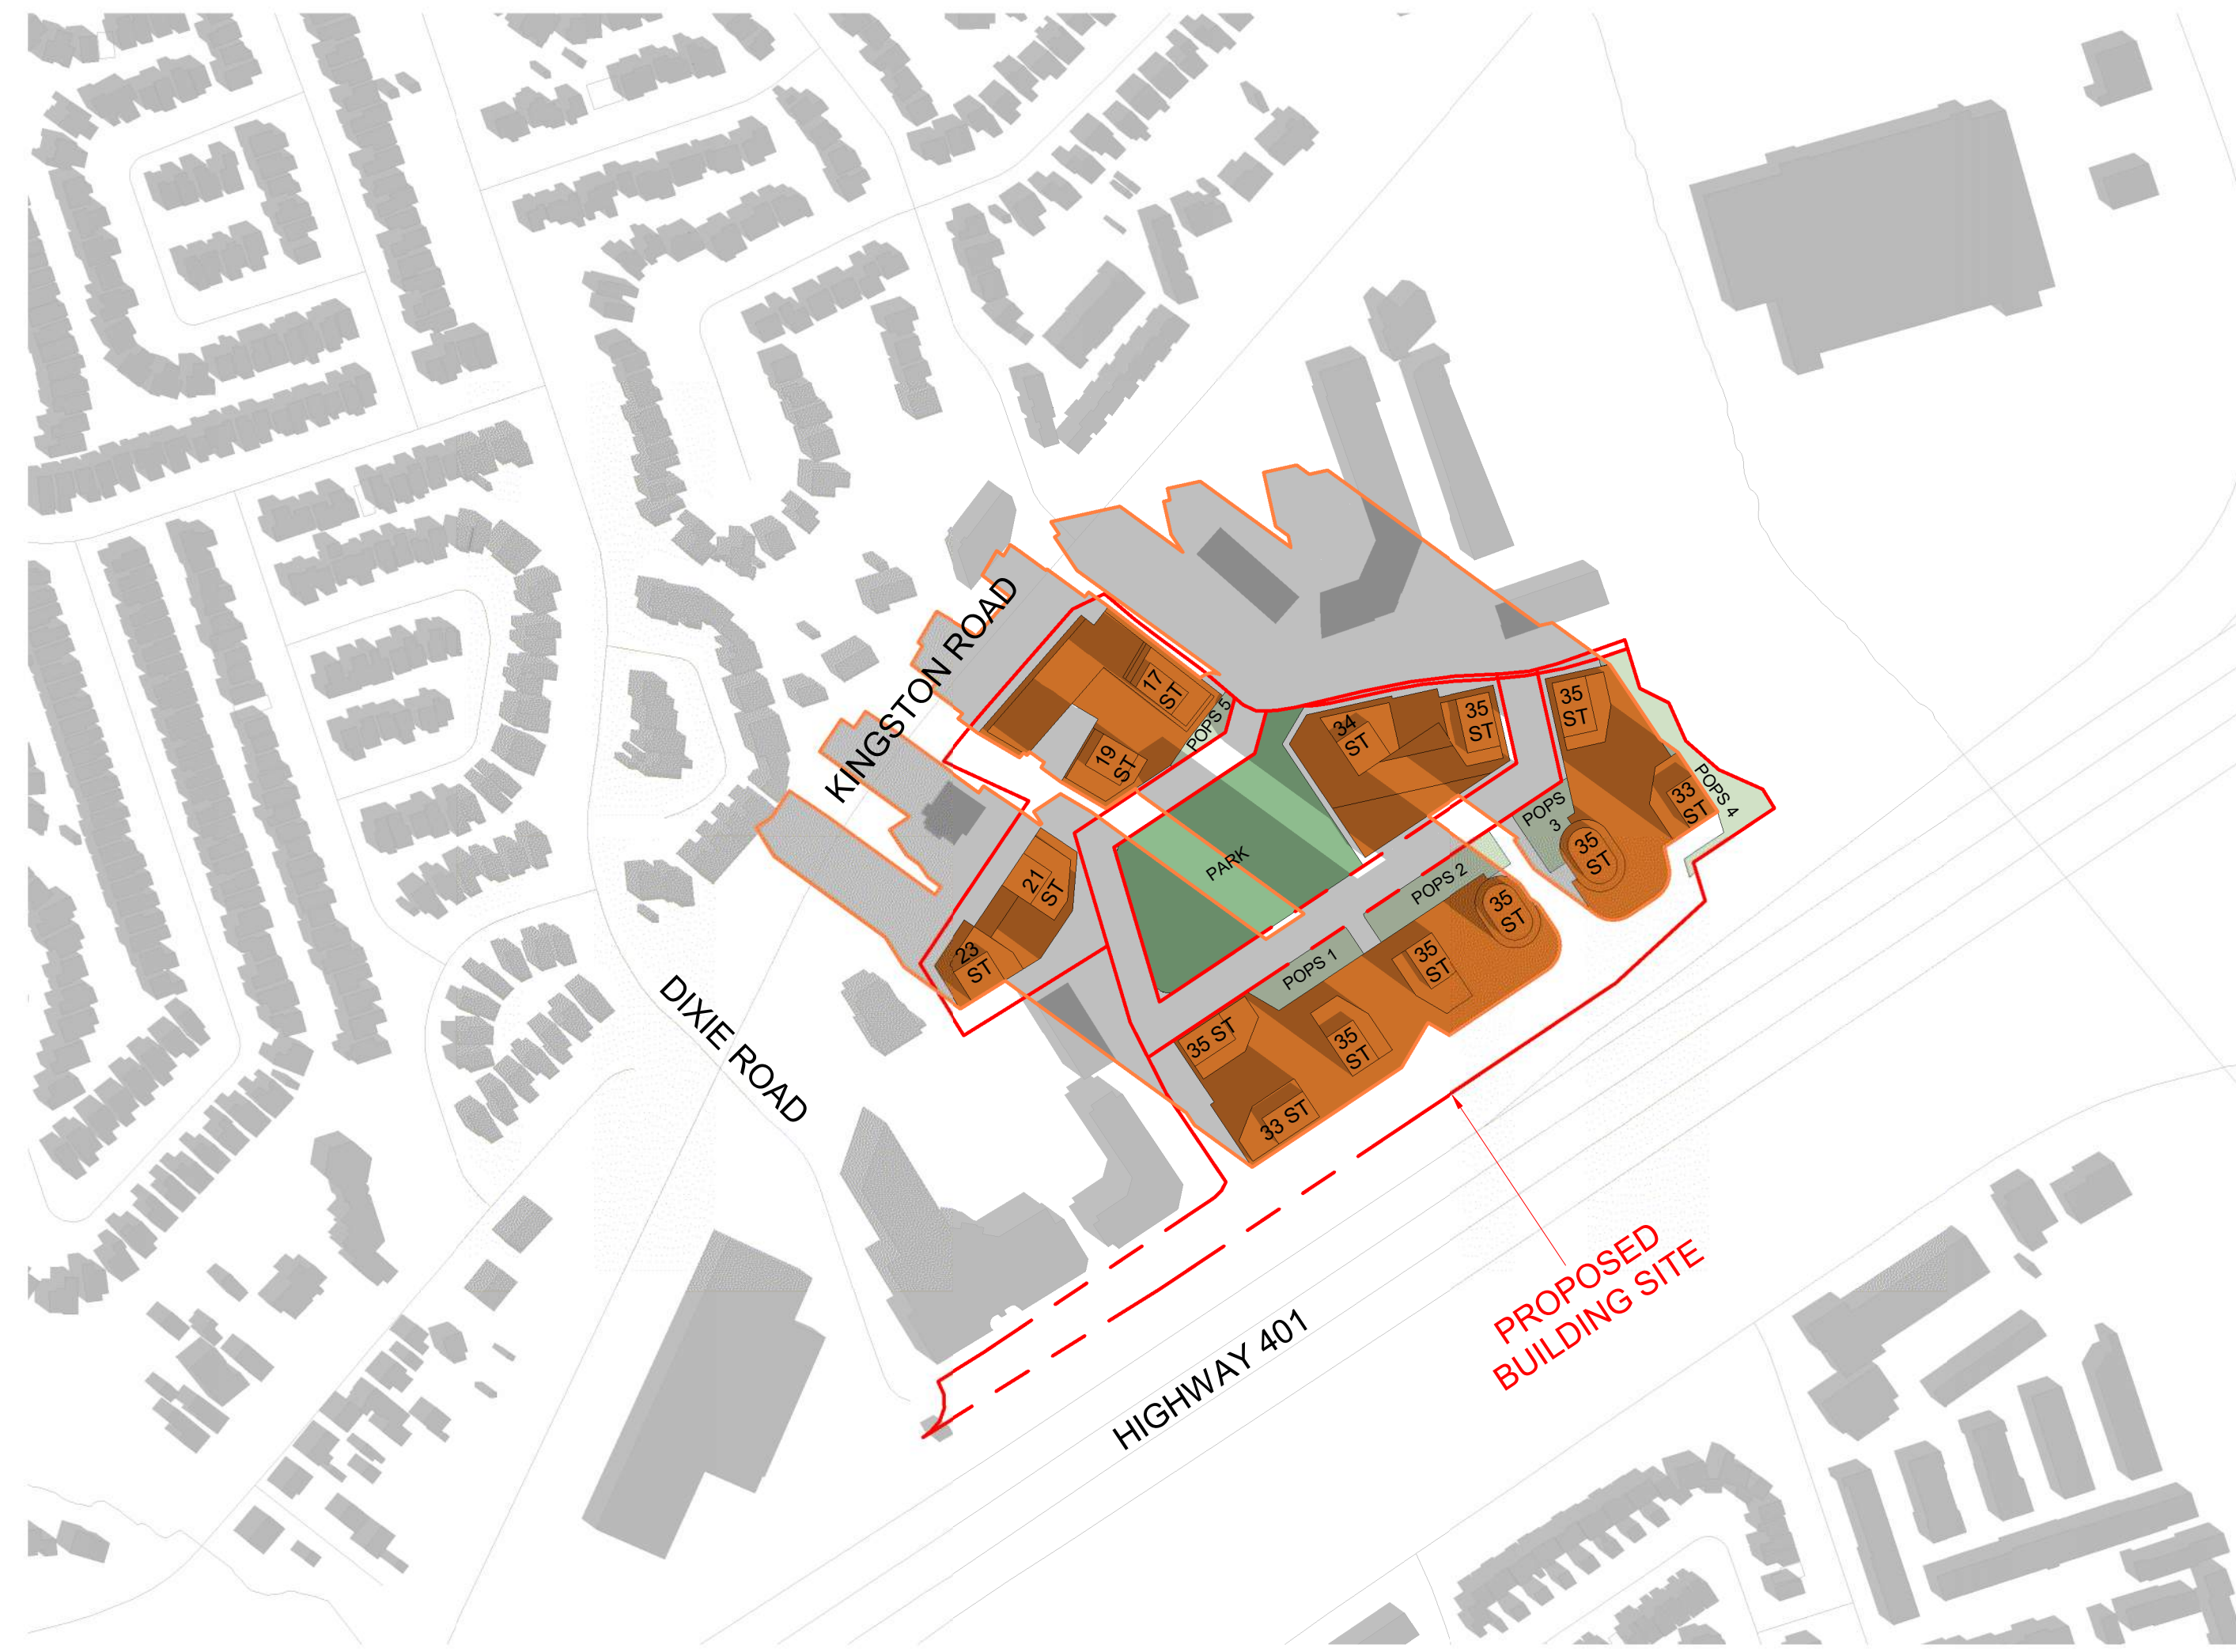 KINGSTON ROAD
17
ST
POPS 5
19
ST
34
ST
35
ST
35
ST
33
ST
POPS 4
POPS
3
35
ST
PARK
POPS 2
21
ST
23
ST
35
ST
35
ST
POPS 1
35 ST
35
ST
33 ST
DIXIE ROAD
HIGHWAY 401
PROPOSED
BUILDING SITE